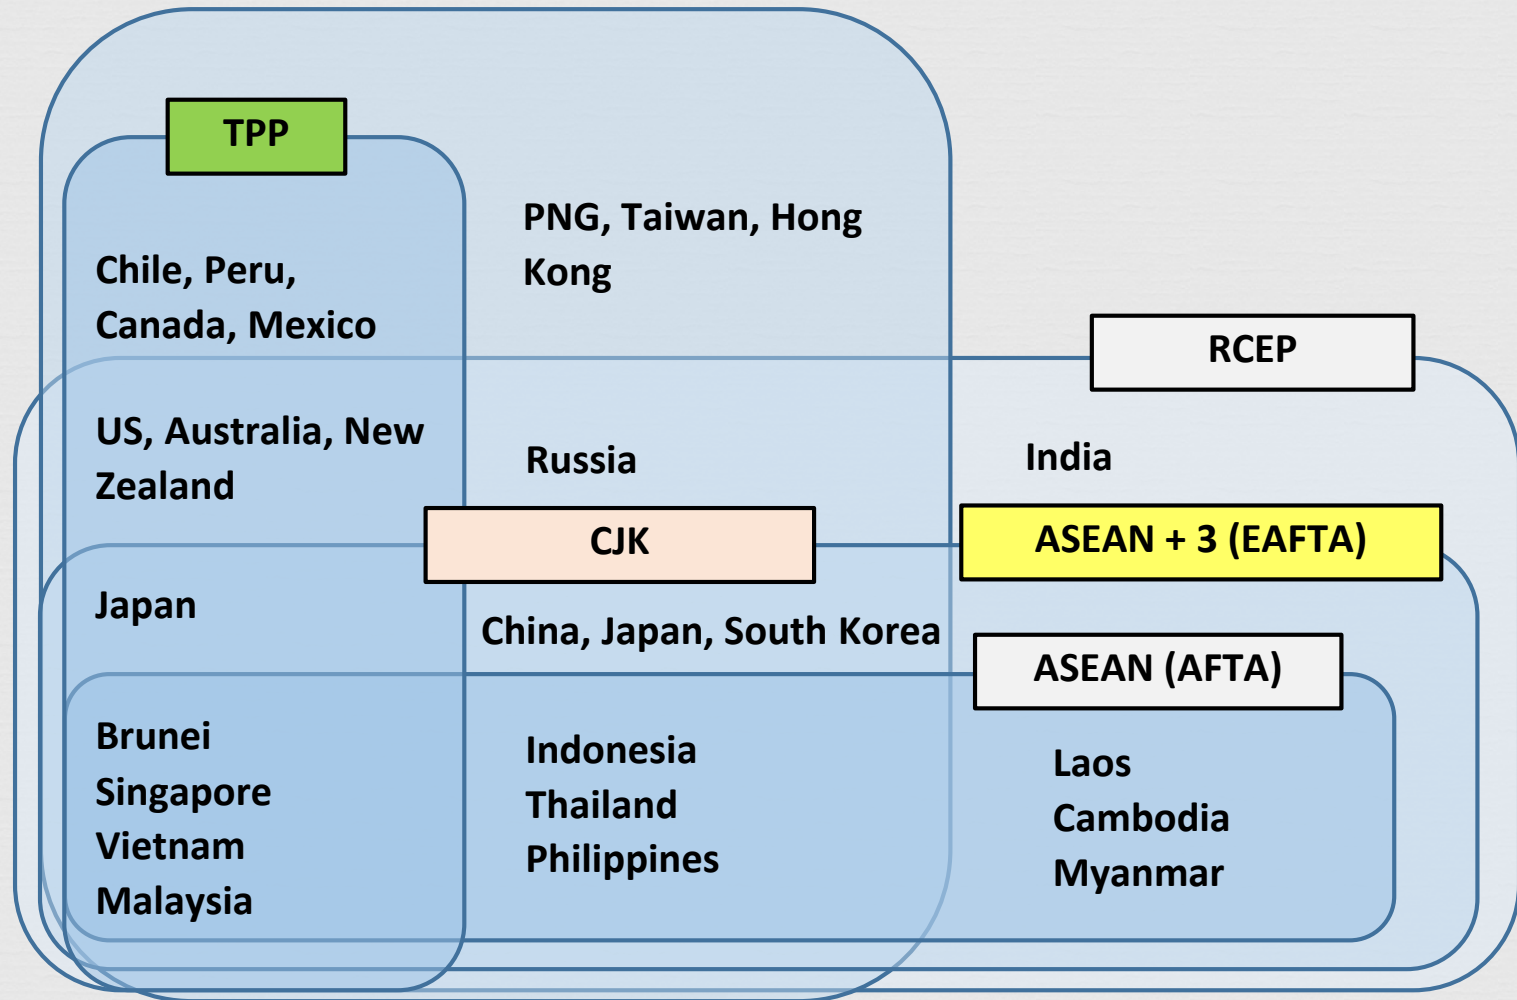 TPP
PNG, Taiwan, Hong
Kong
Chile, Peru,
Canada, Mexico
RCEP
US, Australia, New
Zealand
Russia
India
CJK
ASEAN + 3 (EAFTA)
Japan
China, Japan, South Korea
ASEAN (AFTA)
Brunei
Singapore
Vietnam
Malaysia
Indonesia
Thailand
Philippines
Laos
Cambodia
Myanmar